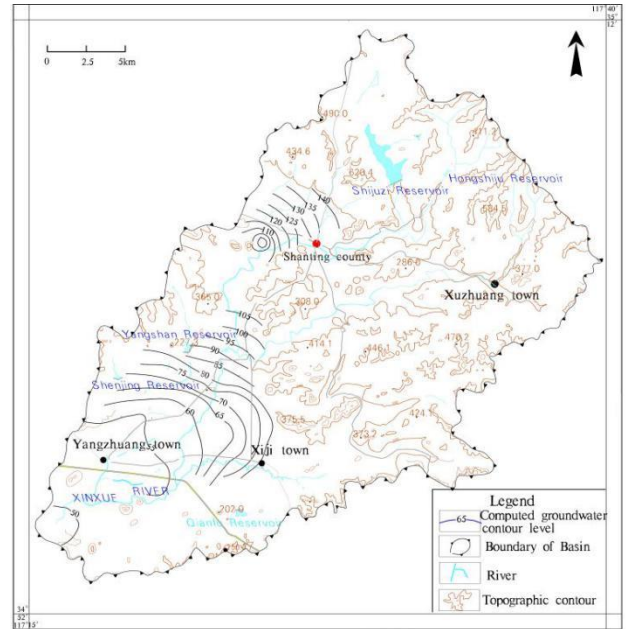 117° 40'
35°
12'
0 2.5 5km
490.0
434.6
Shijuzi Reservoir
Hongshiju Reservoir
140
135
130
125
120
110
Shanting county
286.6
377.0
Xuzhuang town
365.0
308.0
105
100
95
90
85
80
75
70
65
60
Yangshan Reservoir
414.1
446.1
470.2
Shenjing Reservoir
375.5
424.1
Yangzhuang town
Xiji town
XINXUE RIVER
202.0
50
Legend
65 Computed groundwater
contour level
Boundary of Basin
River
Topographic contour
34°
32'
117°15'